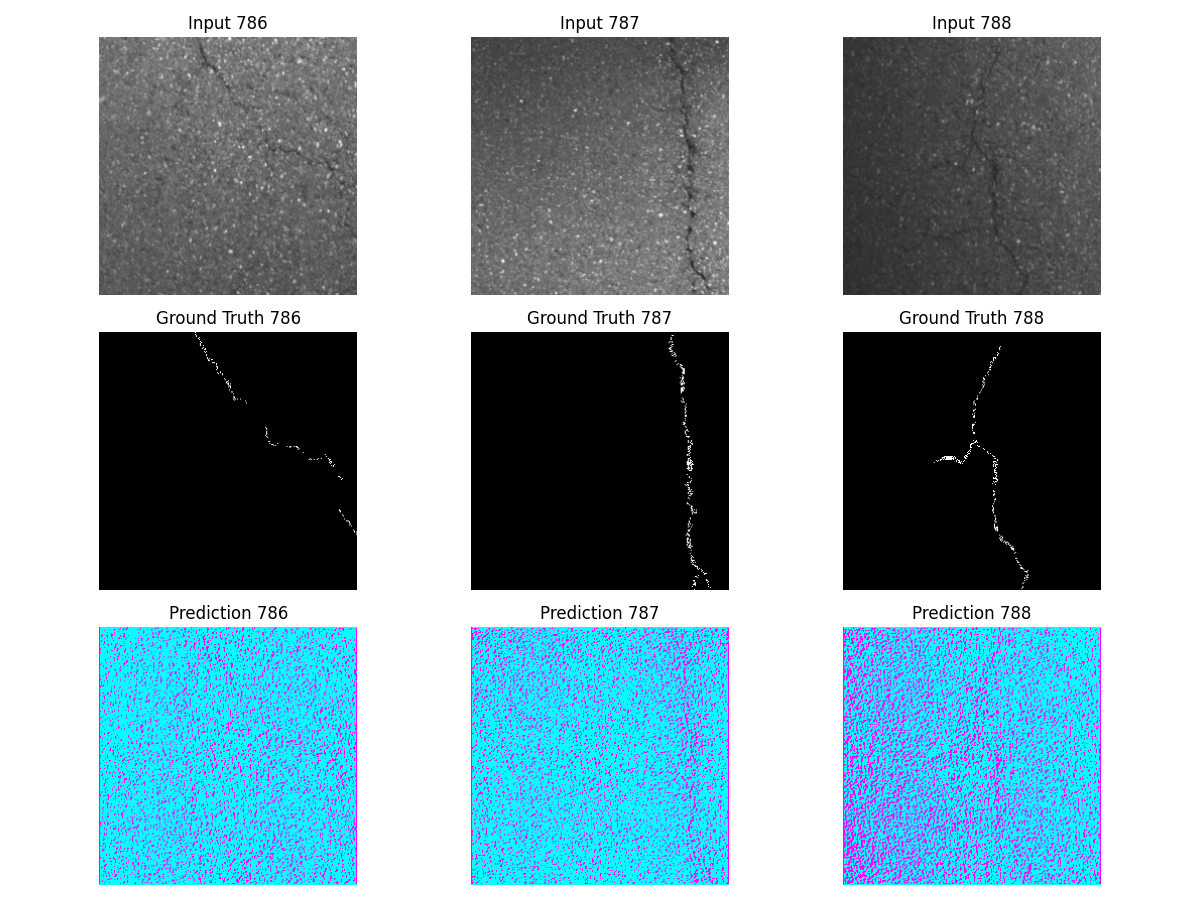 Input 786
Input 787
Input 788
Ground Truth 786
Ground Truth 787
Ground Truth 788
Prediction 786
Prediction 787
Prediction 788